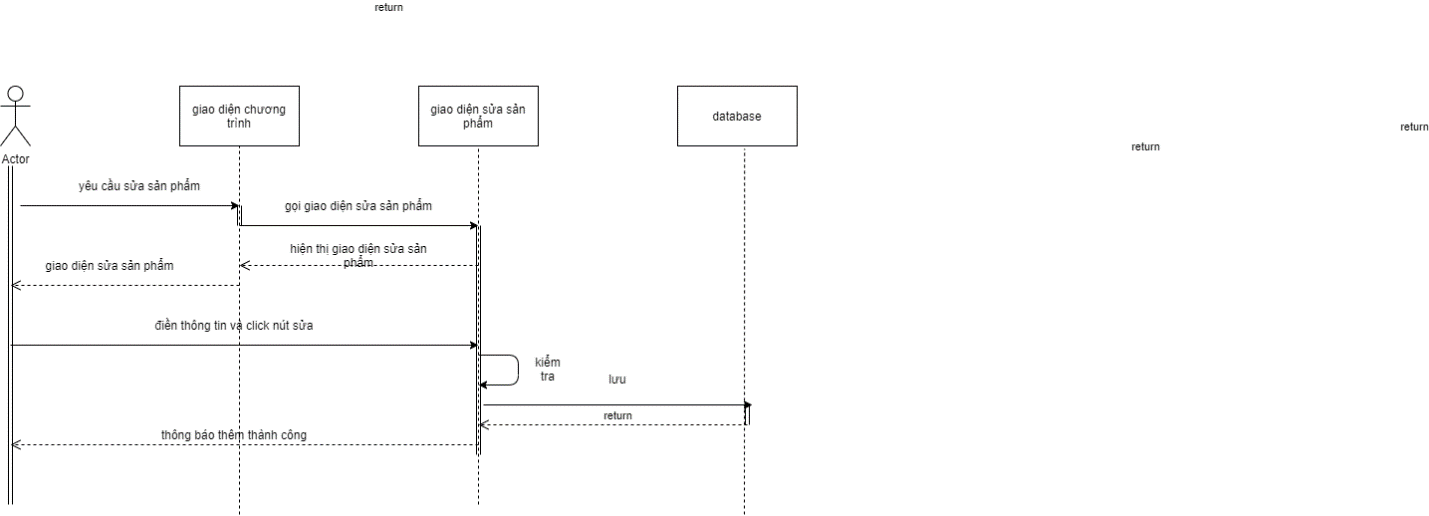 return
giao diện chương
trình
giao diện sửa sản
phẩm
database
return
return
Actor
yêu cầu sửa sản phẩm
gọi giao diện sửa sản phẩm
hiện thị giao diện sửa sản
phẩm
giao diện sửa sản phẩm
điền thông tin và click nút sửa
kiểm
tra
lưu
return
thông báo thêm thành công